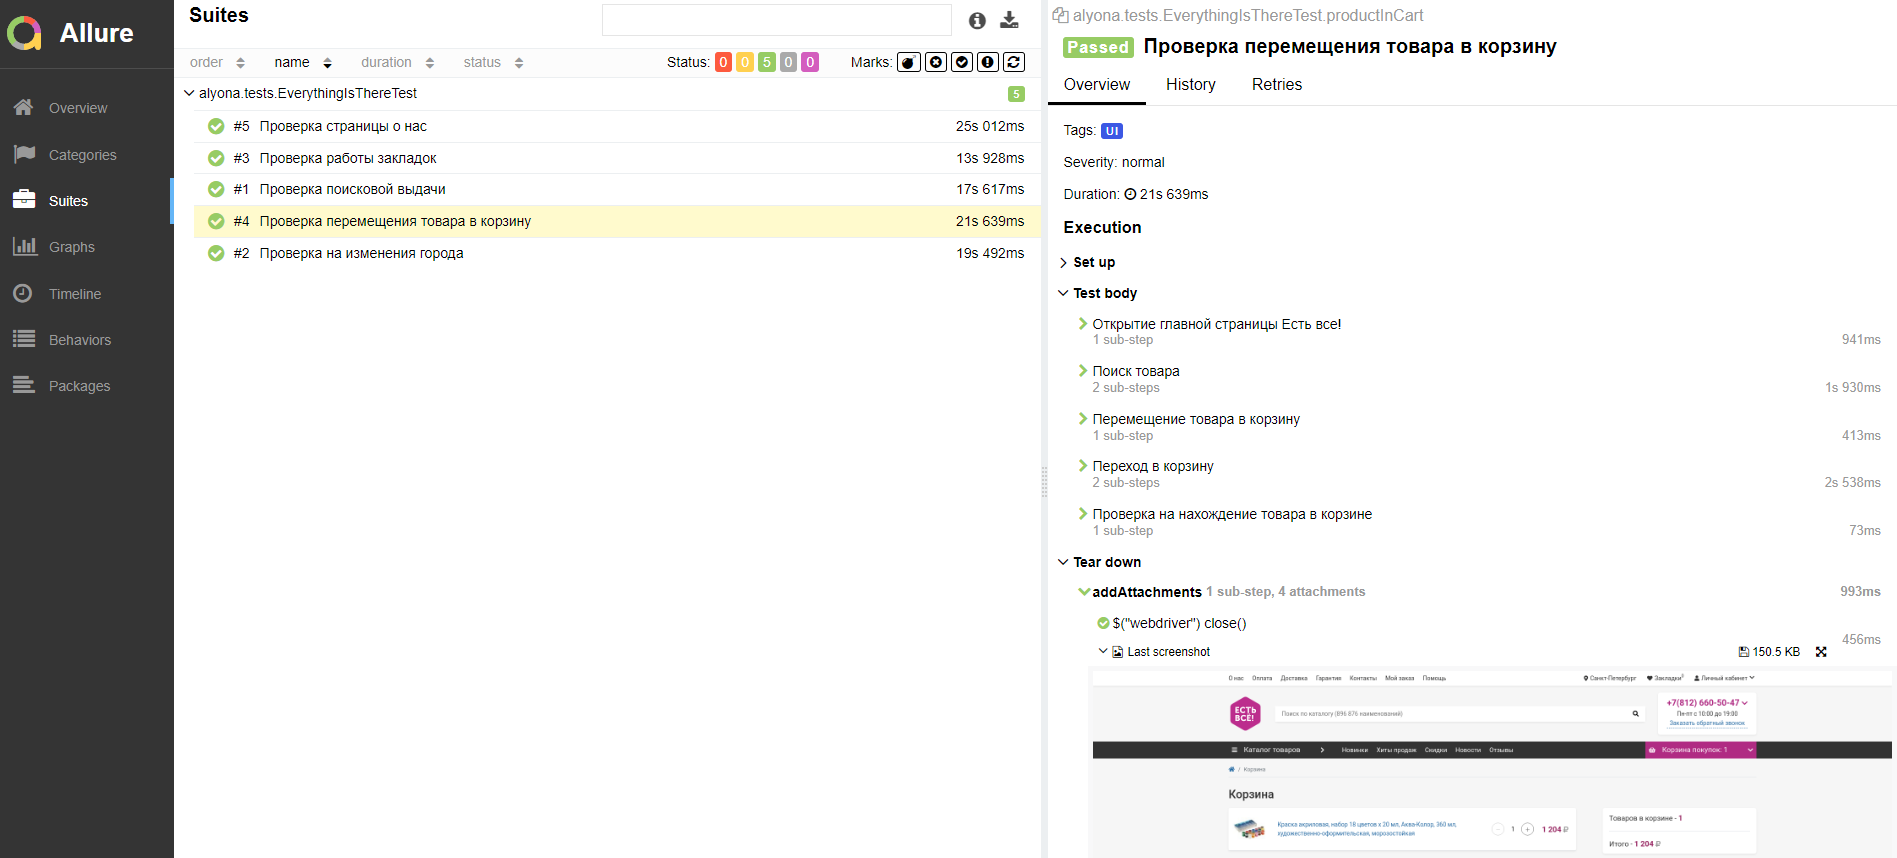 Allure
Overview
Categories
Suites
Graphs
Timeline
Behaviors
Packages
Suites
order name duration status Status: 0 0 5 0 0 Marks:
alyona.tests.EverythingIsThereTest 5
#5 Проверка страницы о нас 25s 012ms
#3 Проверка работы закладок 13s 928ms
#1 Проверка поисковой выдачи 17s 617ms
#4 Проверка перемещения товара в корзину 21s 639ms
#2 Проверка на изменения города 19s 492ms
alyona.tests.EverythingIsThereTest.productInCart
Passed Проверка перемещения товара в корзину
Overview History Retries
Tags: UI
Severity: normal
Duration: 21s 639ms
Execution
Set up
Test body
Открытие главной страницы Есть все!
1 sub-step 941ms
Поиск товара
2 sub-steps 1s 930ms
Перемещение товара в корзину
1 sub-step 413ms
Переход в корзину
2 sub-steps 2s 538ms
Проверка на нахождение товара в корзине
1 sub-step 73ms
Tear down
addAttachments 1 sub-step, 4 attachments 993ms
$("webdriver") close()
456ms
Last screenshot 150.5 KB
О нас Оплата Доставка Гарантия Контакты Мой заказ Помощь Санкт-Петербург Закладки Личный кабинет
ЕСТЬ ВСЁ!
Поиск по каталогу (896 876 наименований)
+7(812) 660-50-47
Пн-пт с 10:00 до 19:00
Заказать обратный звонок
Каталог товаров Новинки Хиты продаж Скидки Новости Отзывы Корзина покупок: 1
/ Корзина
Корзина
Краска акриловая, набор 18 цветов х 20 мл, Аква-Колор, 360 мл,
художественно-оформительская, морозостойкая
- 1 + 1 204 ₽
Товаров в корзине - 1
Итого - 1 204 ₽